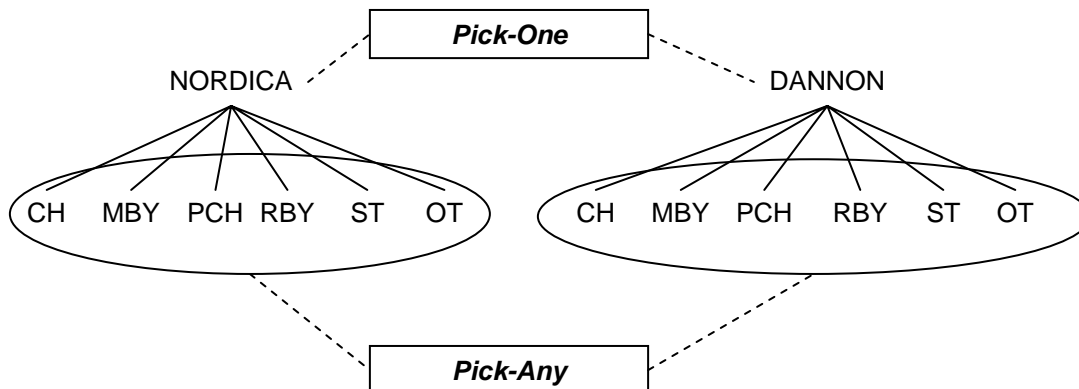 Pick-One
NORDICA DANNON
CH MBY PCH RBY ST OT CH MBY PCH RBY ST OT
Pick-Any